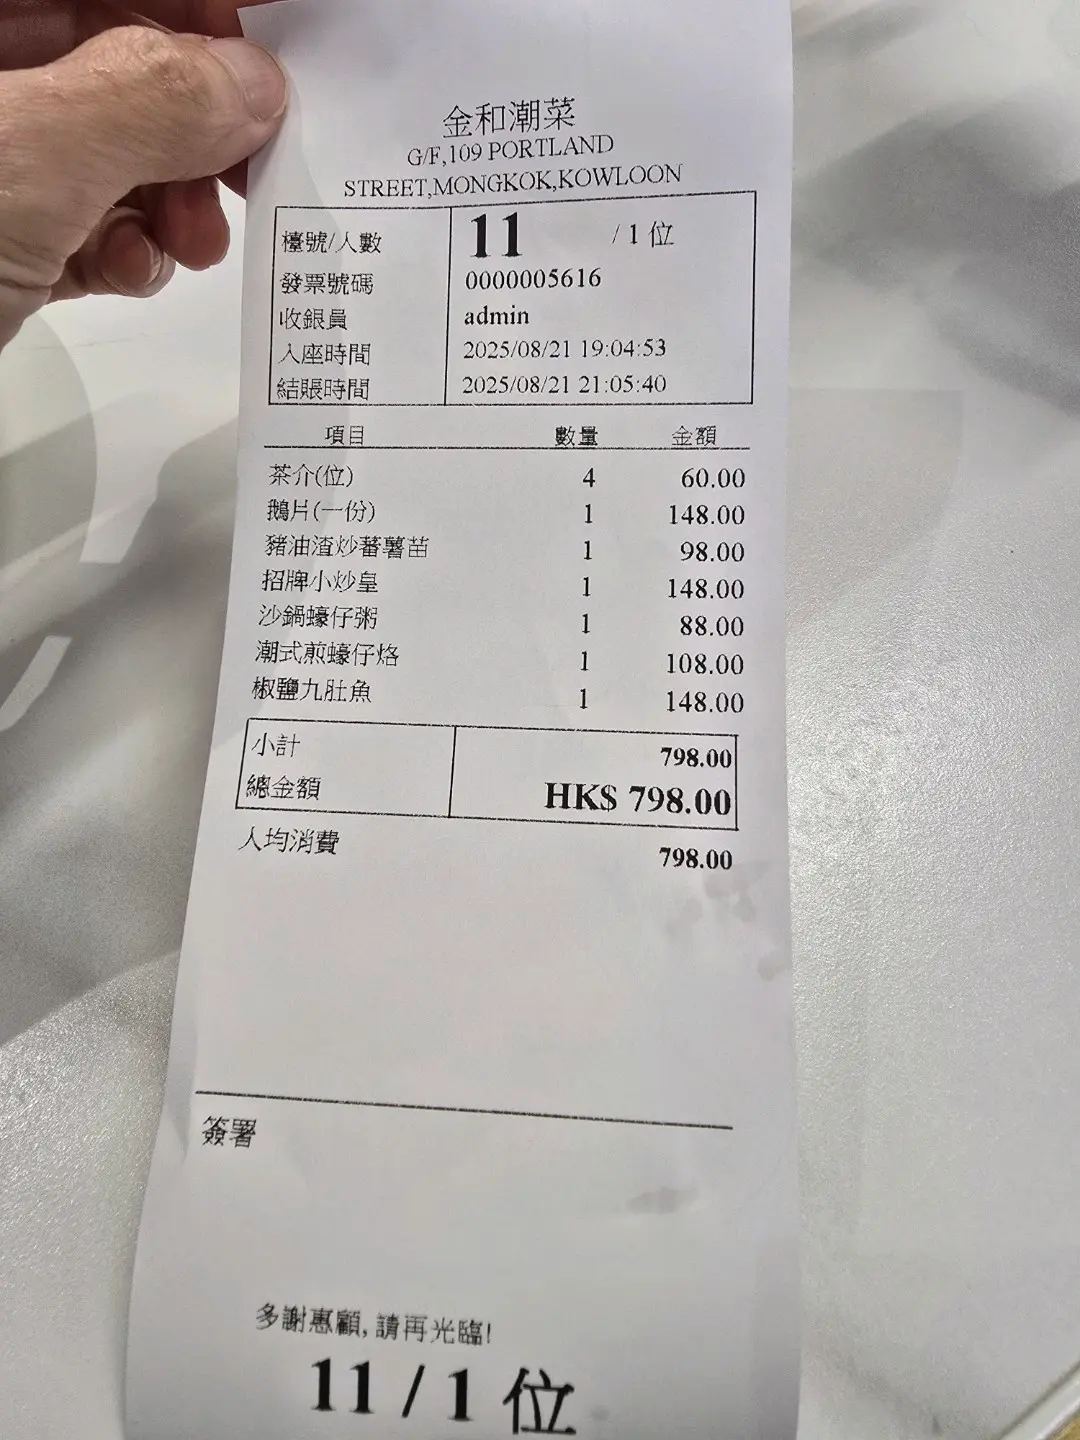 金和潮菜
G/F,109 PORTLAND
STREET,MONGKOK,KOWLOON
檯號/人數 11 / 1 位
發票號碼 0000005616
收銀員 admin
入座時間 2025/08/21 19:04:53
結賬時間 2025/08/21 21:05:40
項目 數量 金額
茶介(位) 4 60.00
鵝片(一份) 1 148.00
豬油渣炒蕃薯苗 1 98.00
招牌小炒皇 1 148.00
沙鍋蠔仔粥 1 88.00
潮式煎蠔仔烙 1 108.00
椒鹽九肚魚 1 148.00
小計 798.00
總金額 HK$ 798.00
人均消費 798.00
簽署
多謝惠顧, 請再光臨!
11 / 1 位